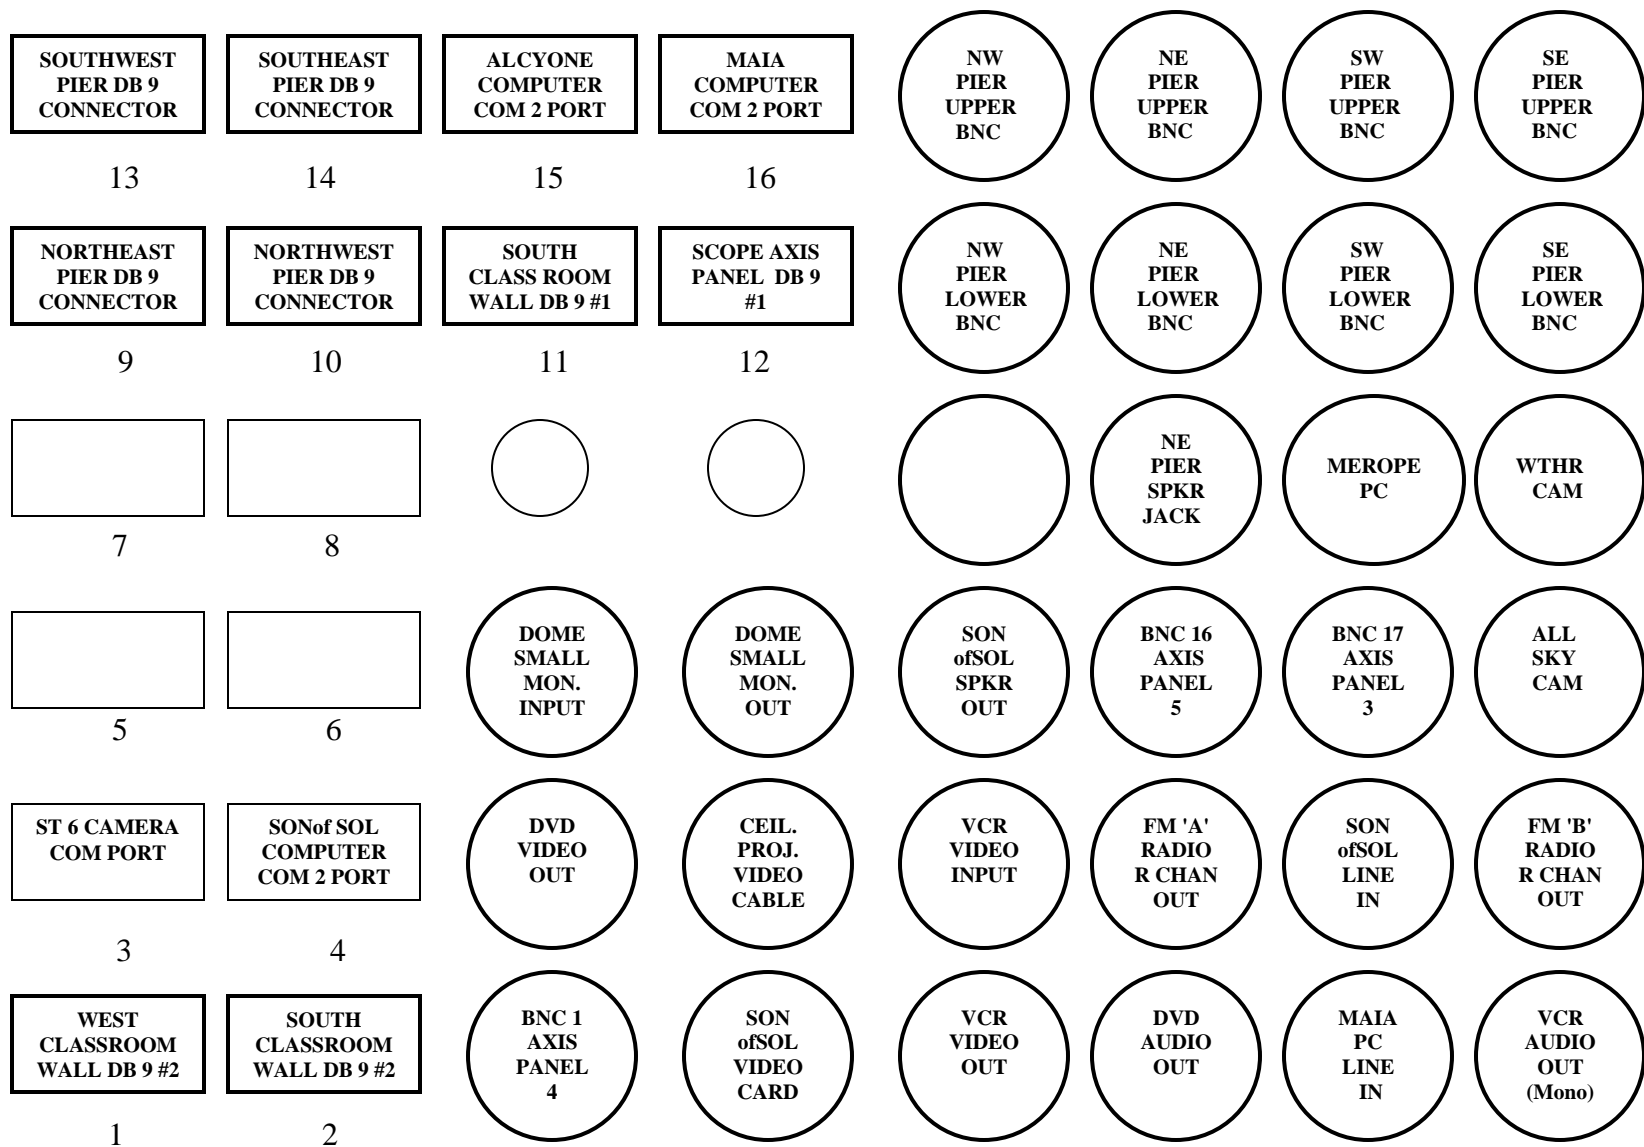 SOUTHWEST
PIER DB 9
CONNECTOR
13
SOUTHEAST
PIER DB 9
CONNECTOR
14
ALCYONE
COMPUTER
COM 2 PORT
15
MAIA
COMPUTER
COM 2 PORT
16
NW
PIER
UPPER
BNC
NE
PIER
UPPER
BNC
SW
PIER
UPPER
BNC
SE
PIER
UPPER
BNC
NORTHEAST
PIER DB 9
CONNECTOR
9
NORTHWEST
PIER DB 9
CONNECTOR
10
SOUTH
CLASS ROOM
WALL DB 9 #1
11
SCOPE AXIS
PANEL DB 9
#1
12
NW
PIER
LOWER
BNC
NE
PIER
LOWER
BNC
SW
PIER
LOWER
BNC
SE
PIER
LOWER
BNC
7
8
NE
PIER
SPKR
JACK
MEROPE
PC
WTHR
CAM
5
6
DOME
SMALL
MON.
INPUT
DOME
SMALL
MON.
OUT
SON
ofSOL
SPKR
OUT
BNC 16
AXIS
PANEL
5
BNC 17
AXIS
PANEL
3
ALL
SKY
CAM
ST 6 CAMERA
COM PORT
3
SONof SOL
COMPUTER
COM 2 PORT
4
DVD
VIDEO
OUT
CEIL.
PROJ.
VIDEO
CABLE
VCR
VIDEO
INPUT
FM 'A'
RADIO
R CHAN
OUT
SON
ofSOL
LINE
IN
FM 'B'
RADIO
R CHAN
OUT
WEST
CLASSROOM
WALL DB 9 #2
1
SOUTH
CLASSROOM
WALL DB 9 #2
2
BNC 1
AXIS
PANEL
4
SON
ofSOL
VIDEO
CARD
VCR
VIDEO
OUT
DVD
AUDIO
OUT
MAIA
PC
LINE
IN
VCR
AUDIO
OUT
(Mono)